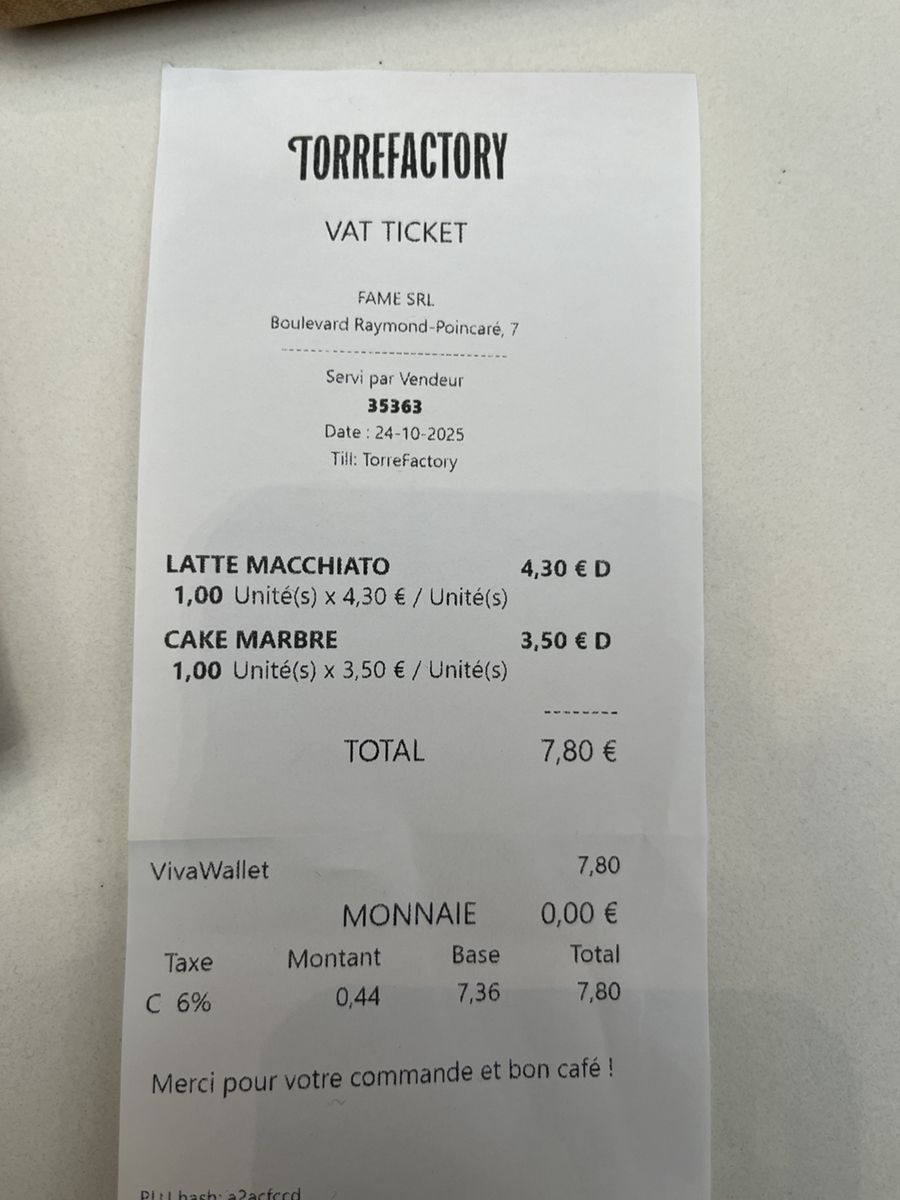 TORREFACTORY
VAT TICKET
FAME SRL
Boulevard Raymond-Poincaré, 7
--------------------------------------
Servi par Vendeur
35363
Date : 24-10-2025
Till: TorreFactory
LATTE MACCHIATO 4,30 € D
1,00 Unité(s) x 4,30 € / Unité(s)
CAKE MARBRE 3,50 € D
1,00 Unité(s) x 3,50 € / Unité(s)
--------
TOTAL 7,80 €
VivaWallet 7,80
MONNAIE 0,00 €
Taxe Montant Base Total
C 6% 0,44 7,36 7,80
Merci pour votre commande et bon café !
PLU hash: a2acfccd